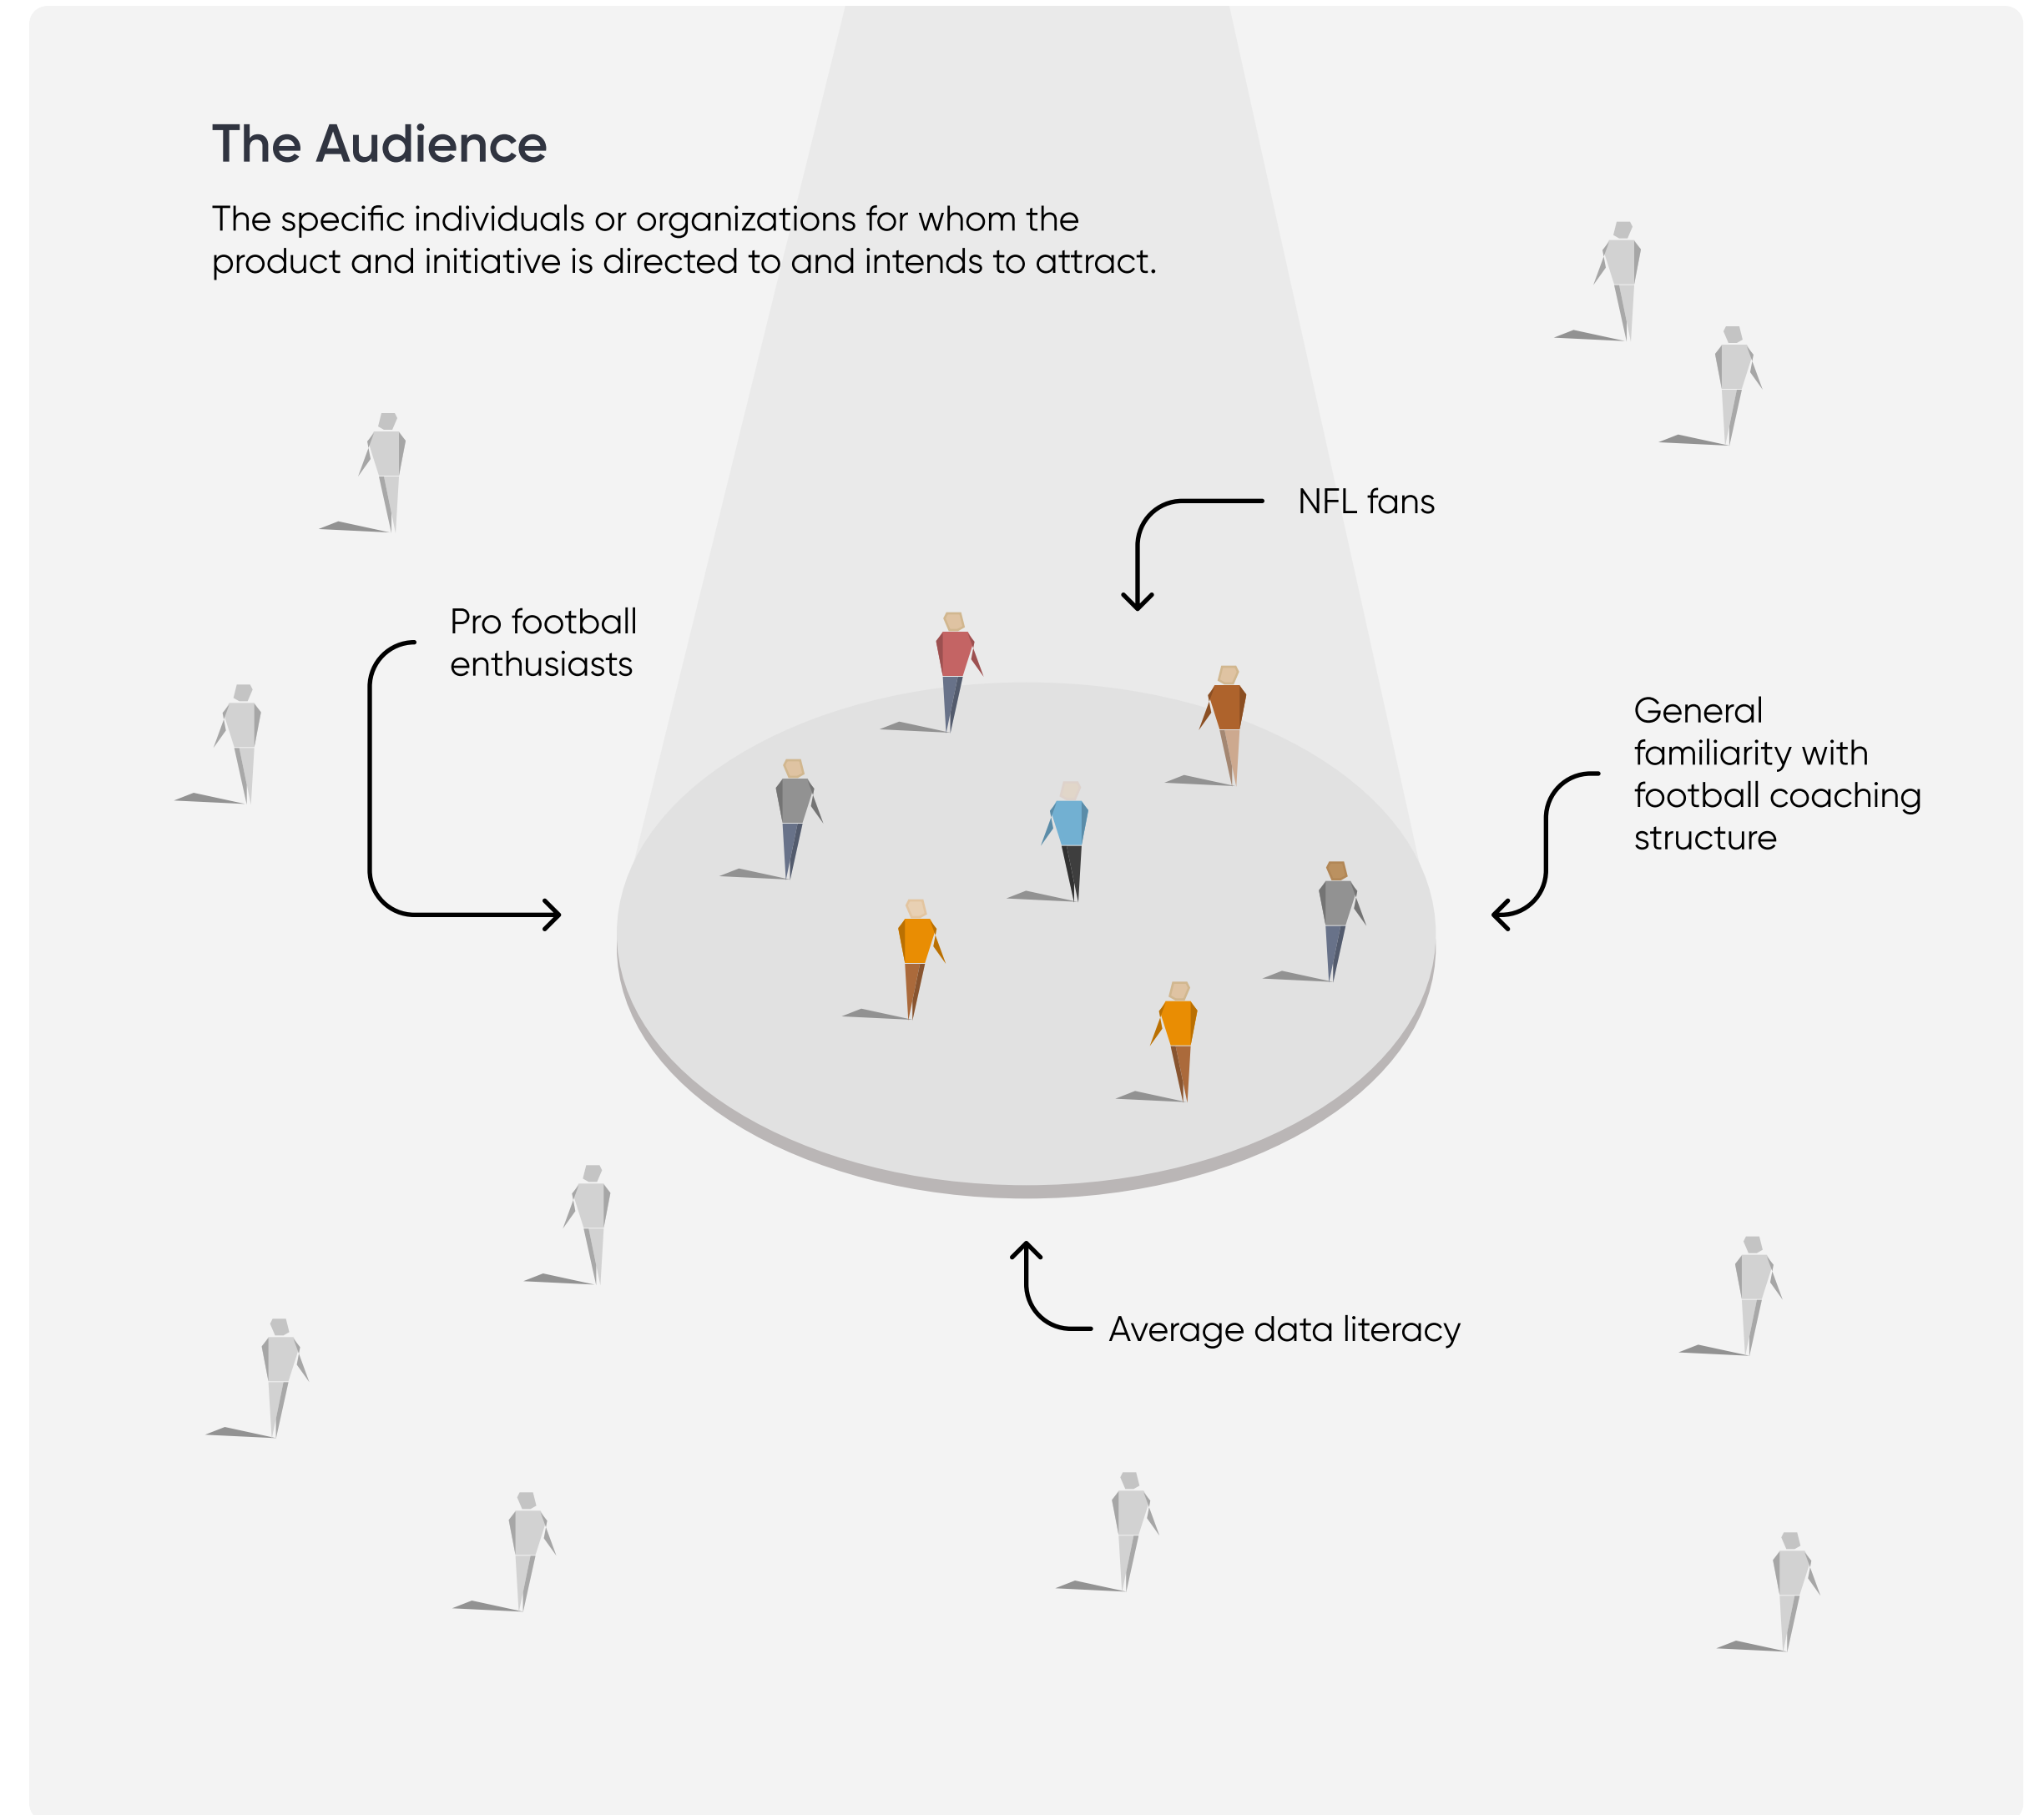 The Audience
The specific individuals or organizations for whom the
product and initiative is directed to and intends to attract.
NFL fans
Pro football
enthusiasts
General
familiarity with
football coaching
structure
Average data literacy